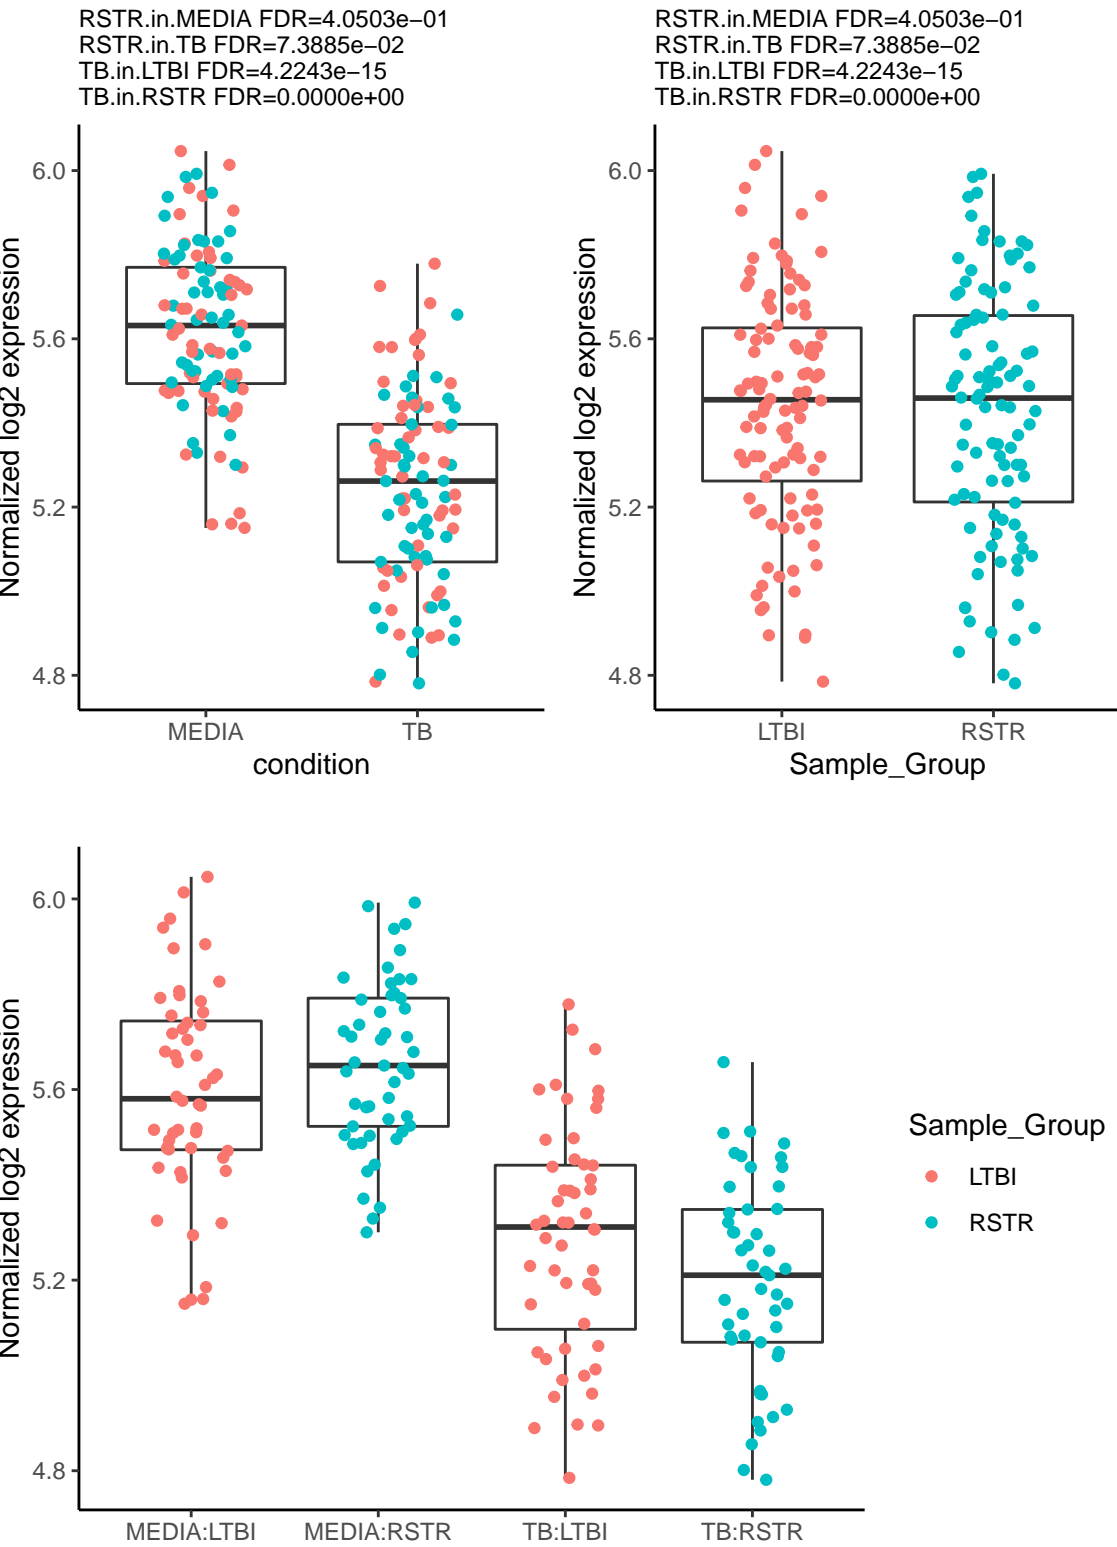 RSTR.in.MEDIA FDR=4.0503e−01
RSTR.in.TB FDR=7.3885e−02
TB.in.LTBI FDR=4.2243e−15
TB.in.RSTR FDR=0.0000e+00
RSTR.in.MEDIA FDR=4.0503e−01
RSTR.in.TB FDR=7.3885e−02
TB.in.LTBI FDR=4.2243e−15
TB.in.RSTR FDR=0.0000e+00
Normalized log2 expression
6.0
5.6
5.2
4.8
MEDIA TB
condition
Normalized log2 expression
6.0
5.6
5.2
4.8
LTBI RSTR
Sample_Group
Normalized log2 expression
6.0
5.6
5.2
4.8
MEDIA:LTBI MEDIA:RSTR TB:LTBI TB:RSTR
Sample_Group
LTBI
RSTR